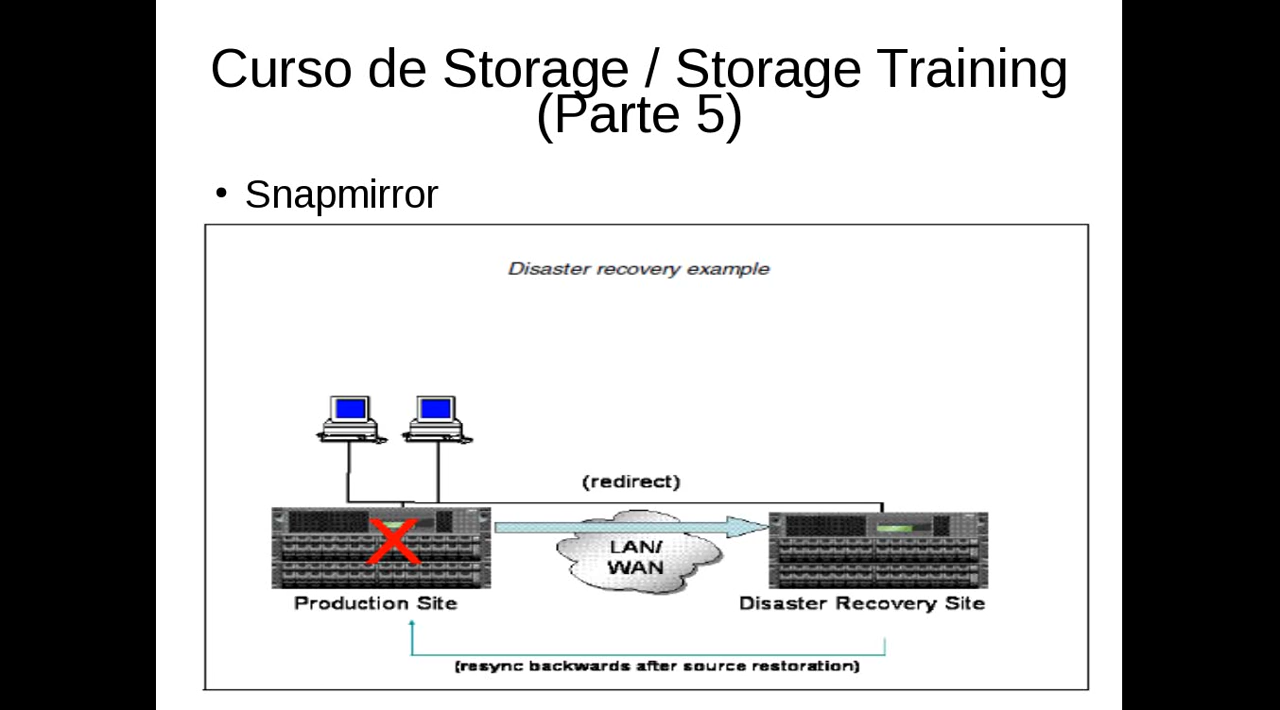 Curso de Storage / Storage Training
(Parte 5)
• Snapmirror
Disaster recovery example
(redirect)
LAN/
WAN
Production Site
Disaster Recovery Site
(resync backwards after source restoration)